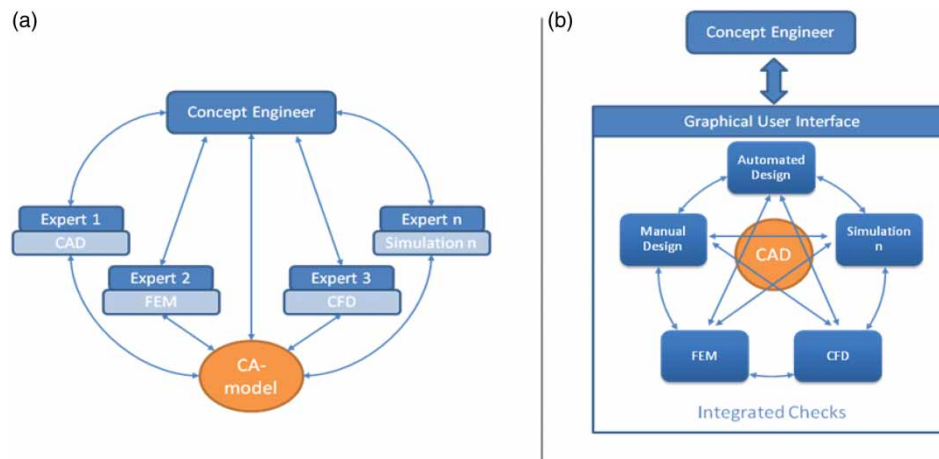 (a)
Concept Engineer
Expert 1
CAD
Expert 2
FEM
Expert 3
CFD
Expert n
Simulation n
CA-
model
(b)
Concept Engineer
Graphical User Interface
Automated
Design
Manual
Design
Simulation
n
CAD
FEM
CFD
Integrated Checks